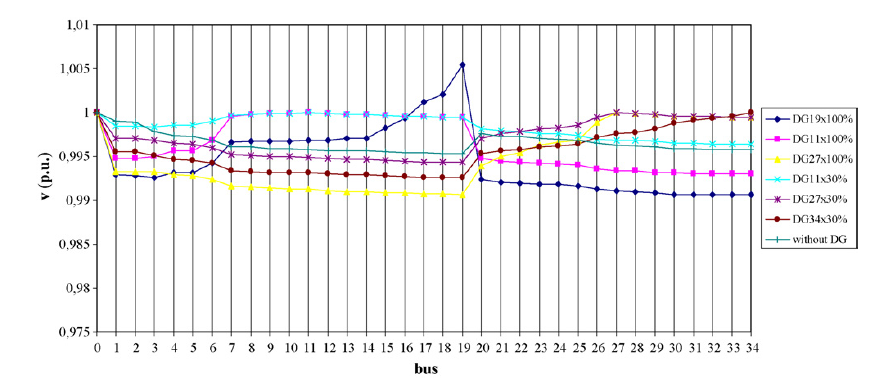 1,01
1,005
1
0,995
0,99
0,985
0,98
0,975
v (p.u.)
0 1 2 3 4 5 6 7 8 9 10 11 12 13 14 15 16 17 18 19 20 21 22 23 24 25 26 27 28 29 30 31 32 33 34
bus
DG19x100%
DG11x100%
DG27x100%
DG11x30%
DG27x30%
DG34x30%
without DG